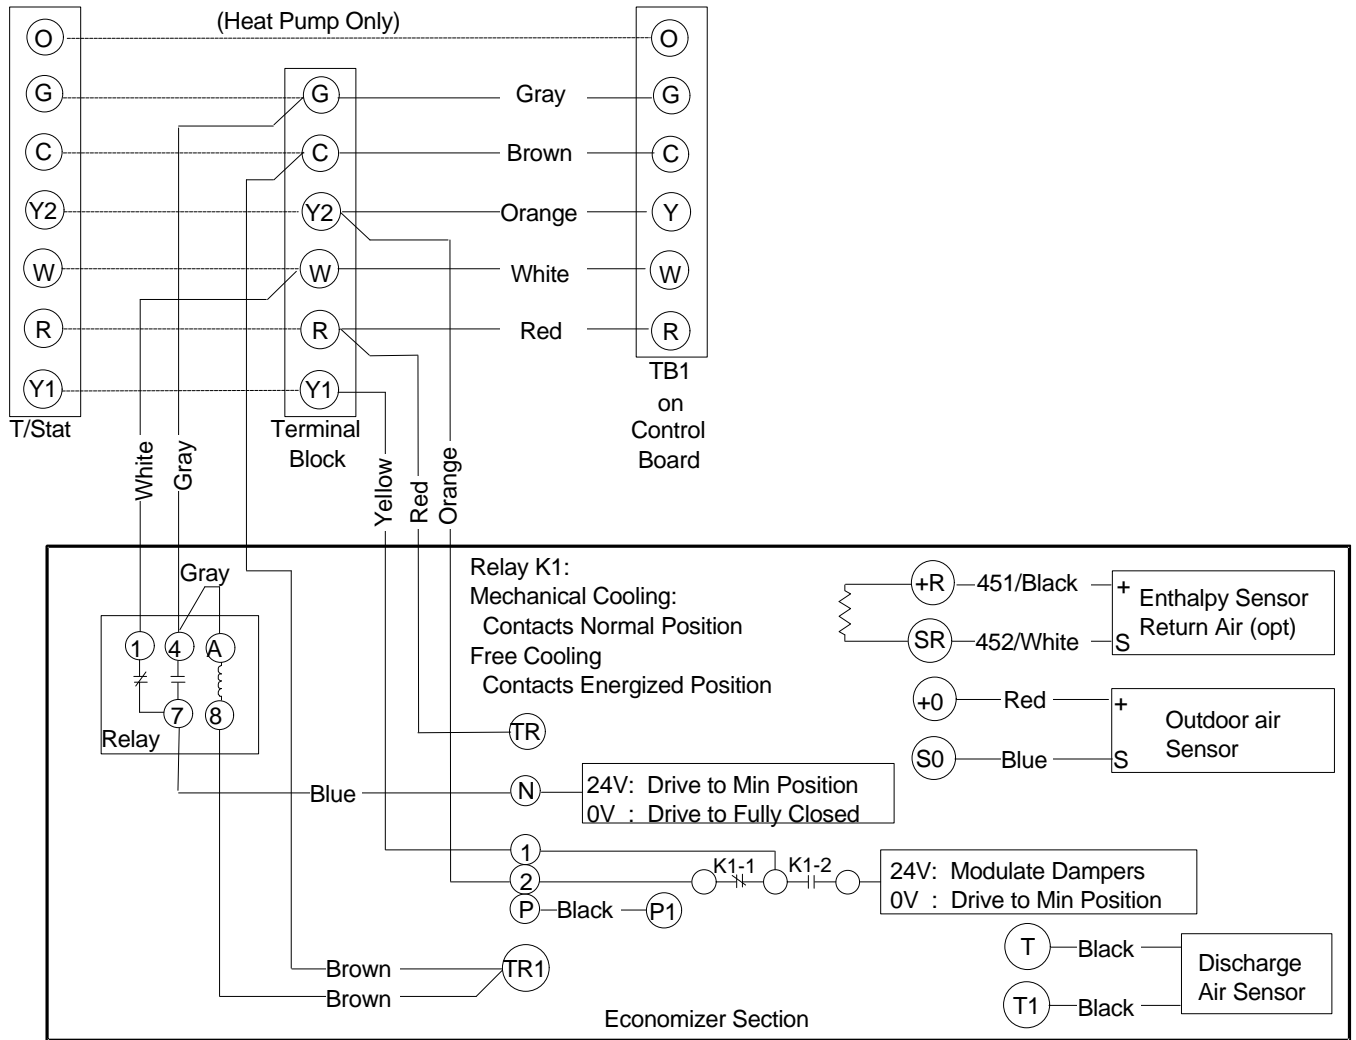 (Heat Pump Only)
O
O
G
G
Gray
G
C
C
Brown
C
Y2
Y2
Orange
Y
W
W
White
W
R
R
Red
R
Y1
Y1
T/Stat
Terminal
Block
TB1
on
Control
Board
White
Gray
Yellow
Red
Orange
Gray
1
4
A
7
8
Relay
Relay K1:
Mechanical Cooling:
Contacts Normal Position
Free Cooling
Contacts Energized Position
+R
451/Black
+
Enthalpy Sensor
Return Air (opt)
SR
452/White
S
+0
Red
+
Outdoor air
Sensor
S0
Blue
S
TR
Blue
N
24V: Drive to Min Position
0V : Drive to Fully Closed
1
2
K1-1
K1-2
24V: Modulate Dampers
0V : Drive to Min Position
P
Black
P1
Brown
Brown
TR1
T
Black
Discharge
Air Sensor
T1
Black
Economizer Section